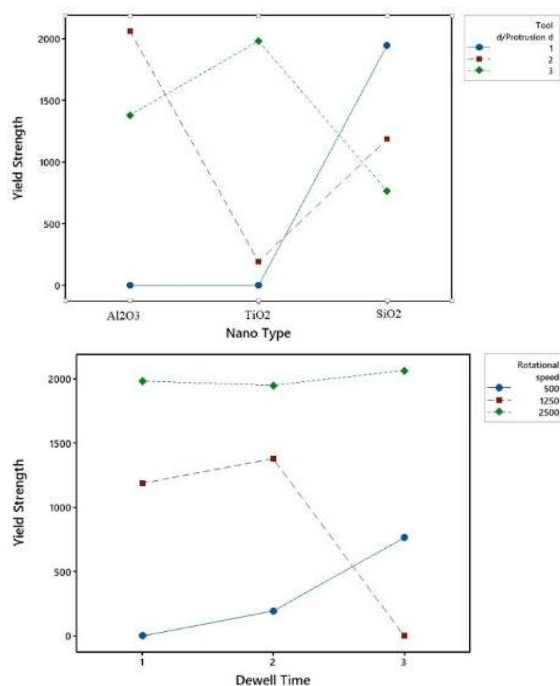 Tool
d/Protrusion d
1
2
3
2000
1500
1000
500
0
Yield Strength
Al2O3
TiO2
SiO2
Nano Type
Rotational
speed
500
1250
2500
2000
1500
1000
500
0
Yield Strength
1
2
3
Dewell Time